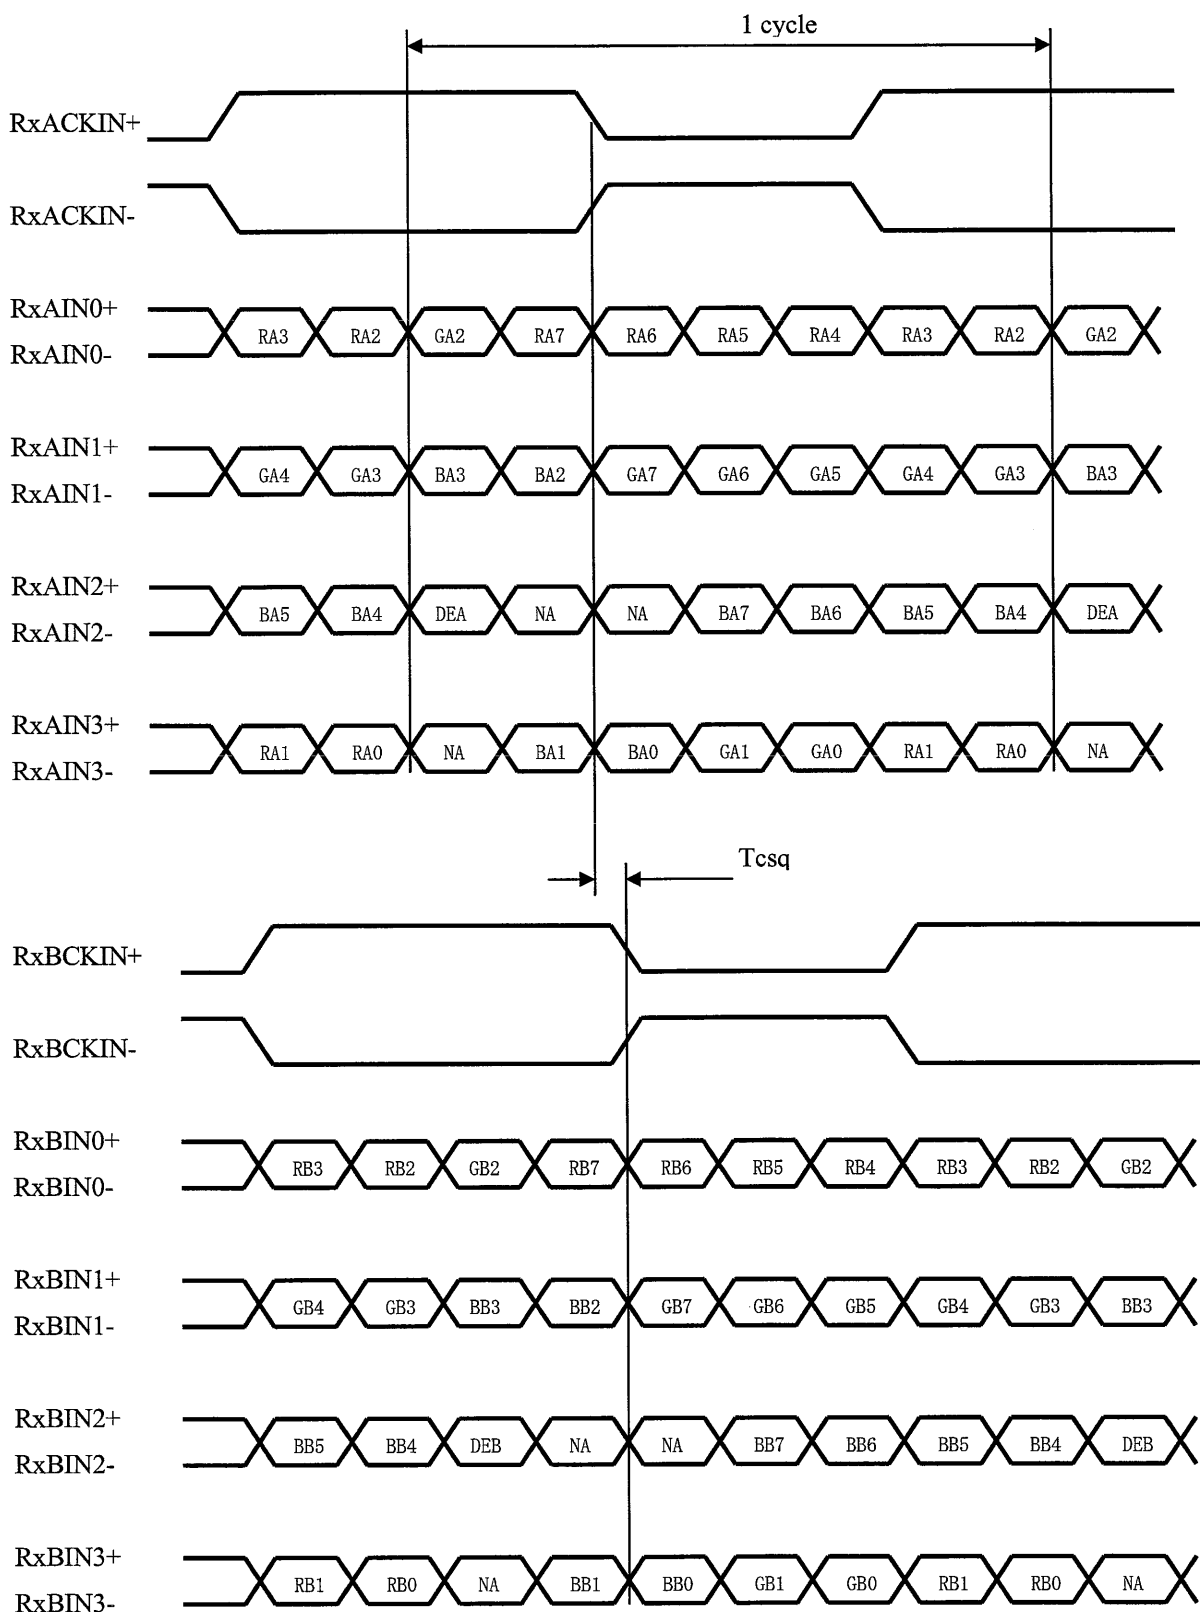 1 cycle
RxACKIN+
RxACKIN-
RxAIN0+
RA3 RA2 GA2 RA7 RA6 RA5 RA4 RA3 RA2 GA2
RxAIN0-
RxAIN1+
GA4 GA3 BA3 BA2 GA7 GA6 GA5 GA4 GA3 BA3
RxAIN1-
RxAIN2+
BA5 BA4 DEA NA NA BA7 BA6 BA5 BA4 DEA
RxAIN2-
RxAIN3+
RA1 RA0 NA BA1 BA0 GA1 GA0 RA1 RA0 NA
RxAIN3-
Tcsq
RxBCKIN+
RxBCKIN-
RxBIN0+
RB3 RB2 GB2 RB7 RB6 RB5 RB4 RB3 RB2 GB2
RxBIN0-
RxBIN1+
GB4 GB3 BB3 BB2 GB7 GB6 GB5 GB4 GB3 BB3
RxBIN1-
RxBIN2+
BB5 BB4 DEB NA NA BB7 BB6 BB5 BB4 DEB
RxBIN2-
RxBIN3+
RB1 RB0 NA BB1 BB0 GB1 GB0 RB1 RB0 NA
RxBIN3-